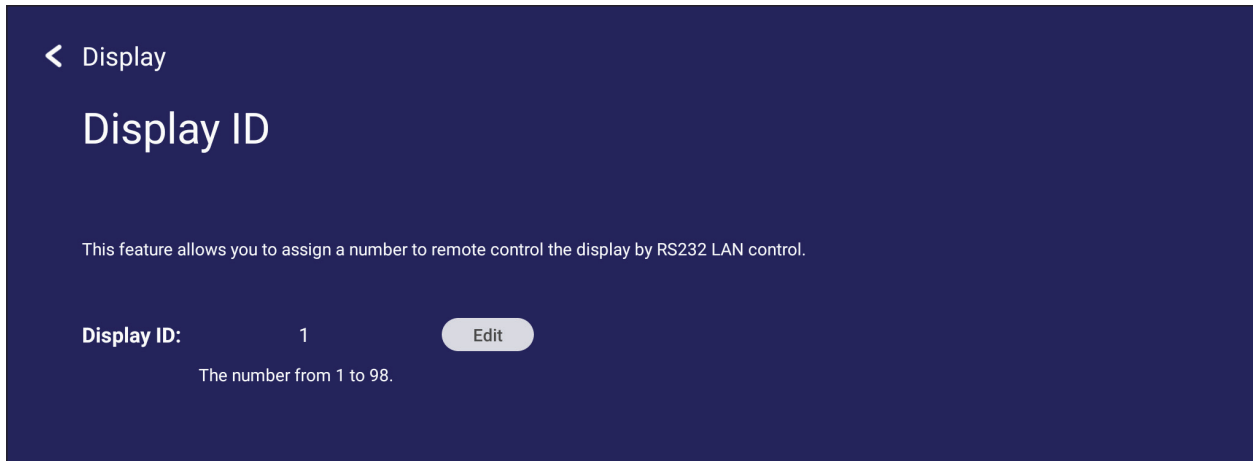 Display
Display ID
This feature allows you to assign a number to remote control the display by RS232 LAN control.
Display ID: 1 Edit
The number from 1 to 98.